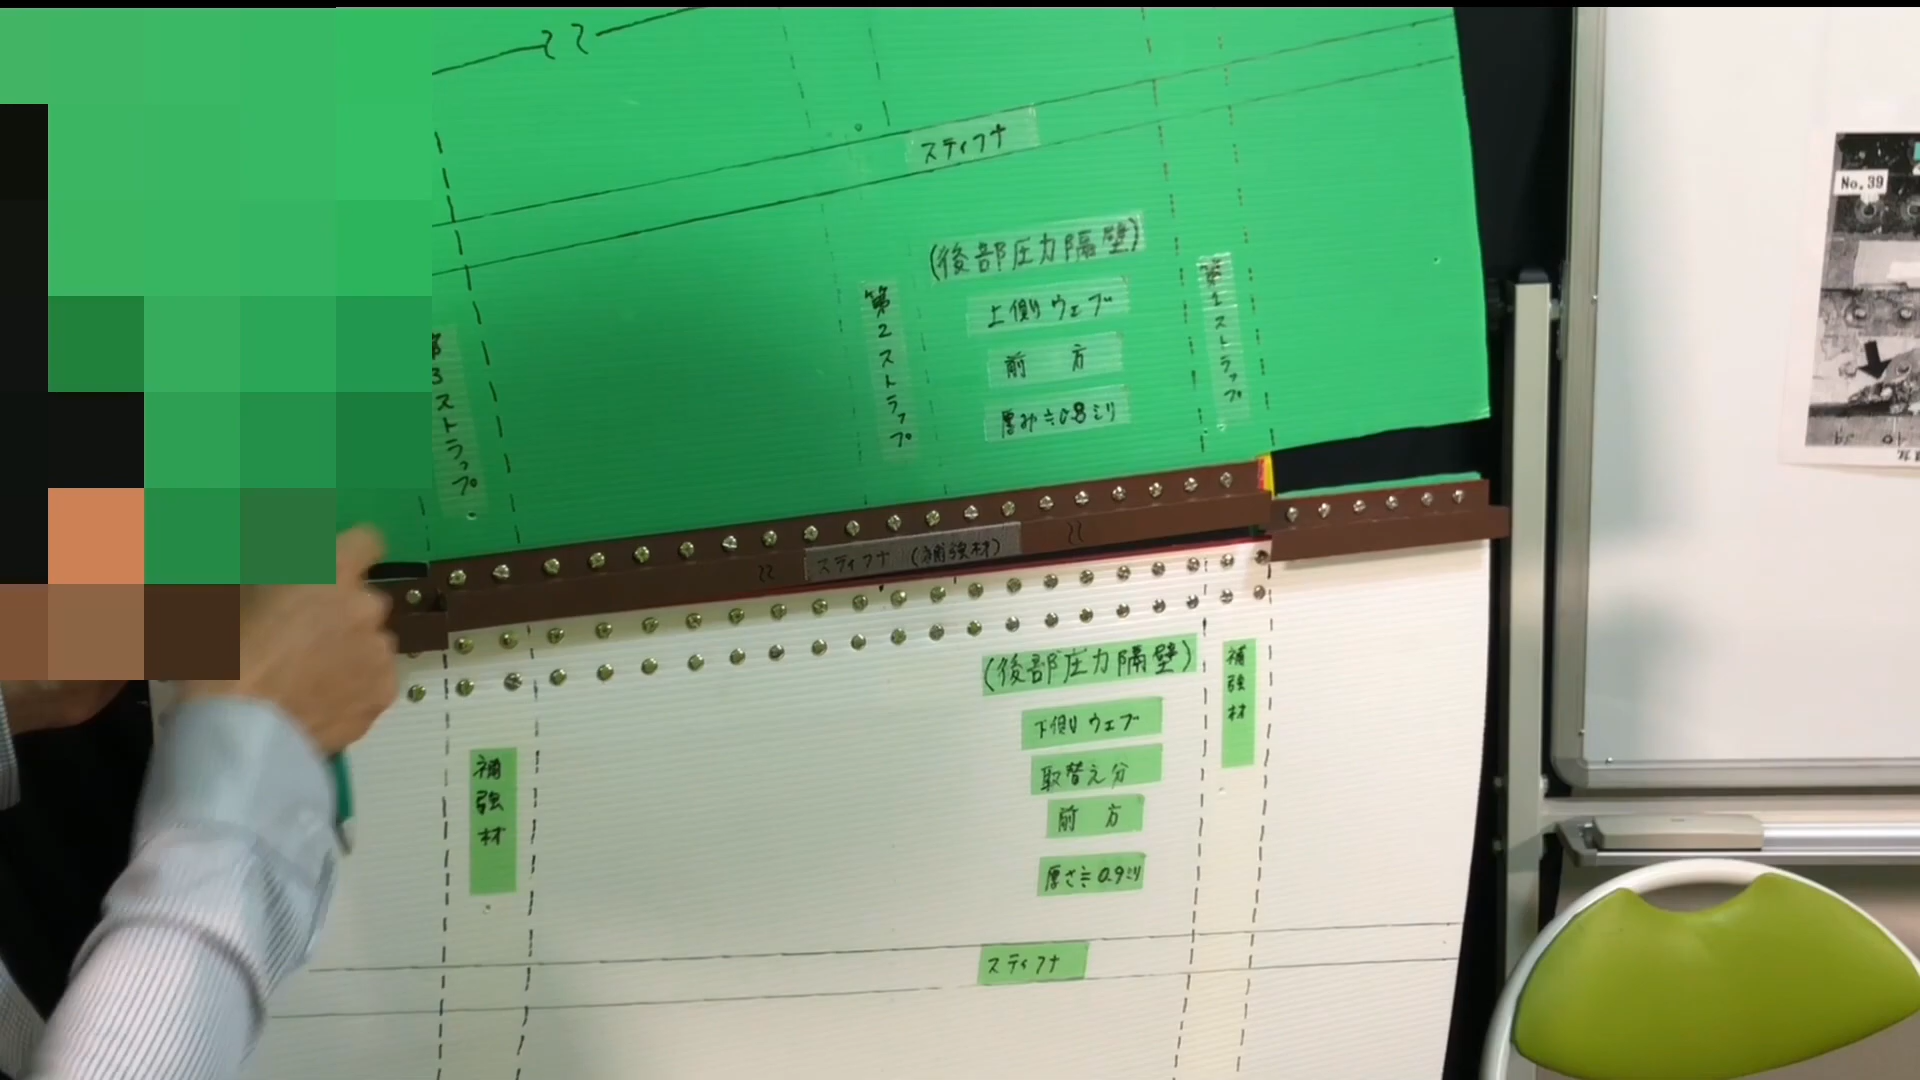 スティフナ
(後部圧力隔壁)
上側ウェブ
前 方
厚み≒0.8ミリ
第1ストラップ
第2ストラップ
第3ストラップ
スティフナ (補強材)
(後部圧力隔壁)
下側ウェブ
取替え分
前 方
厚さ≒0.9ミリ
補強材
補強材
スティフナ
No.39